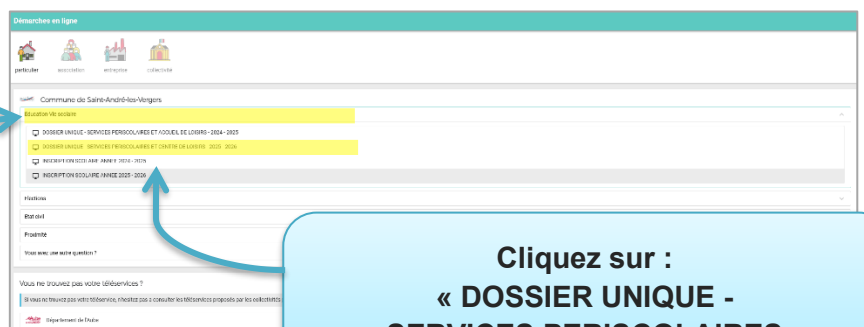 Démarches en ligne
particulier association entreprise collectivité
Commune de Saint-André-les-Vergers
Education Vie scolaire
DOSSIER UNIQUE - SERVICES PÉRISCOLAIRES ET ACCUEIL DE LOISIRS - 2024 - 2025
DOSSIER UNIQUE - SERVICES PERISCOLAIRES ET CENTRE DE LOISIRS - 2025 - 2026
INSCRIPTION SCOLAIRE ANNEE 2024 - 2025
INSCRIPTION SCOLAIRE ANNEE 2025 - 2026
Elections
Etat civil
Proximité
Vous avez une autre question ?
Cliquez sur :
« DOSSIER UNIQUE -
SERVICES PERISCOLAIRES
Vous ne trouvez pas votre téléservices ?
Si vous ne trouvez pas votre téléservice, n'hésitez pas à consulter les téléservices proposés par les collectivités
Département de l'Aube